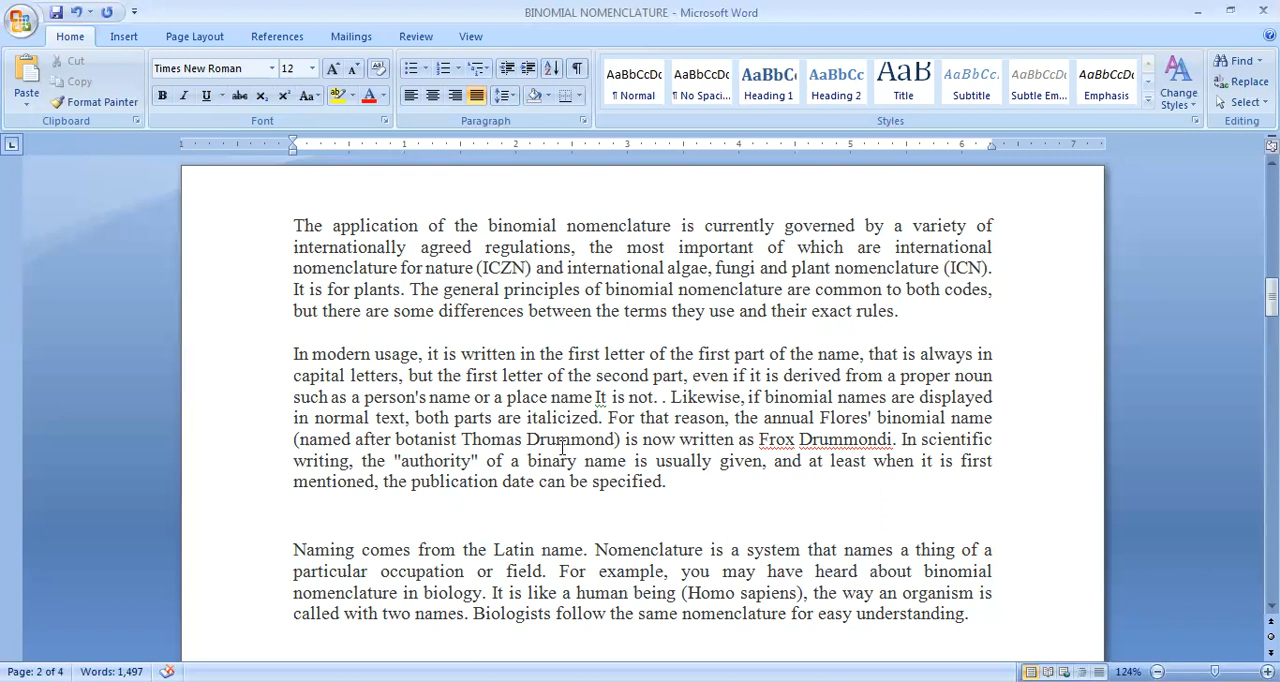 BINOMIAL NOMENCLATURE - Microsoft Word
Home Insert Page Layout References Mailings Review View
Paste
Cut
Copy
Format Painter
Clipboard
Times New Roman 12
Font
Paragraph
AaBbCcDc AaBbCcDc AaBbCc AaBbCc AaB AaBbCc. AaBbCcDc AaBbCcDc
¶ Normal ¶ No Spaci... Heading 1 Heading 2 Title Subtitle Subtle Em... Emphasis
Styles
Change Styles
Find
Replace
Select
Editing
1 1 2 3 4 5 6 7
The application of the binomial nomenclature is currently governed by a variety of
internationally agreed regulations, the most important of which are international
nomenclature for nature (ICZN) and international algae, fungi and plant nomenclature (ICN).
It is for plants. The general principles of binomial nomenclature are common to both codes,
but there are some differences between the terms they use and their exact rules.
In modern usage, it is written in the first letter of the first part of the name, that is always in
capital letters, but the first letter of the second part, even if it is derived from a proper noun
such as a person's name or a place name It is not. . Likewise, if binomial names are displayed
in normal text, both parts are italicized. For that reason, the annual Flores' binomial name
(named after botanist Thomas Drummond) is now written as Frox Drummondi. In scientific
writing, the "authority" of a binary name is usually given, and at least when it is first
mentioned, the publication date can be specified.
Naming comes from the Latin name. Nomenclature is a system that names a thing of a
particular occupation or field. For example, you may have heard about binomial
nomenclature in biology. It is like a human being (Homo sapiens), the way an organism is
called with two names. Biologists follow the same nomenclature for easy understanding.
Page: 2 of 4 Words: 1,497 124%